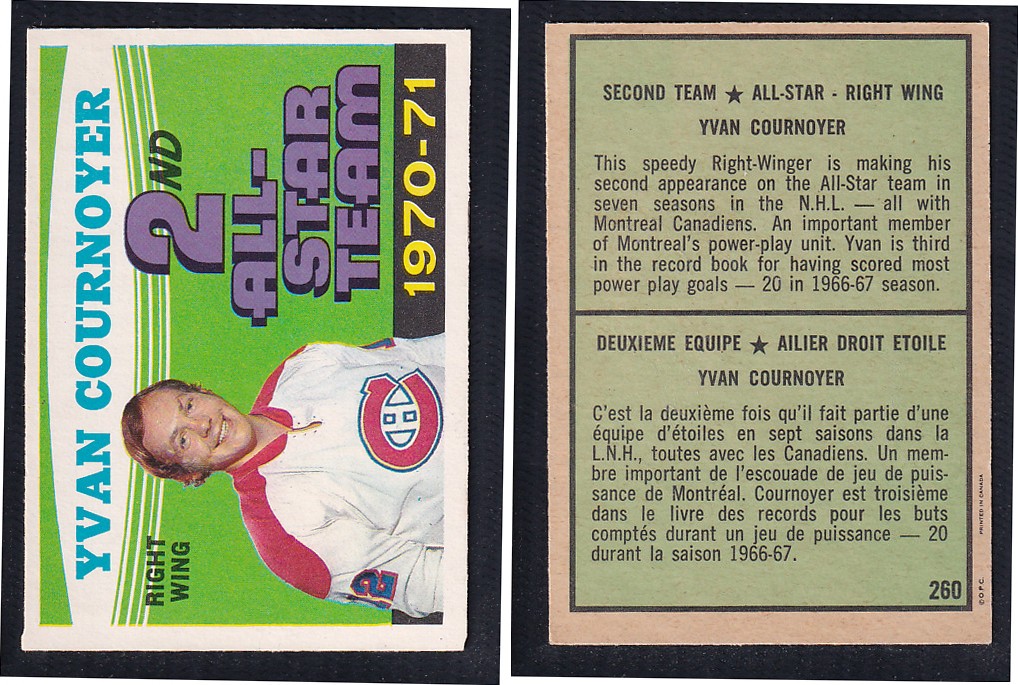 YVAN COURNOYER
2ND
ALL-
STAR
TEAM
1970-71
RIGHT
WING
C
H
12
SECOND TEAM ★ ALL-STAR - RIGHT WING
YVAN COURNOYER
This speedy Right-Winger is making his
second appearance on the All-Star team in
seven seasons in the N.H.L. — all with
Montreal Canadiens. An important member
of Montreal's power-play unit. Yvan is third
in the record book for having scored most
power play goals — 20 in 1966-67 season.
DEUXIEME EQUIPE ★ AILIER DROIT ETOILE
YVAN COURNOYER
C'est la deuxième fois qu'il fait partie d'une
équipe d'étoiles en sept saisons dans la
L.N.H., toutes avec les Canadiens. Un mem-
bre important de l'escouade de jeu de puis-
sance de Montréal. Cournoyer est troisième
dans le livre des records pour les buts
comptés durant un jeu de puissance — 20
durant la saison 1966-67.
260
© O.P.C. PRINTED IN CANADA